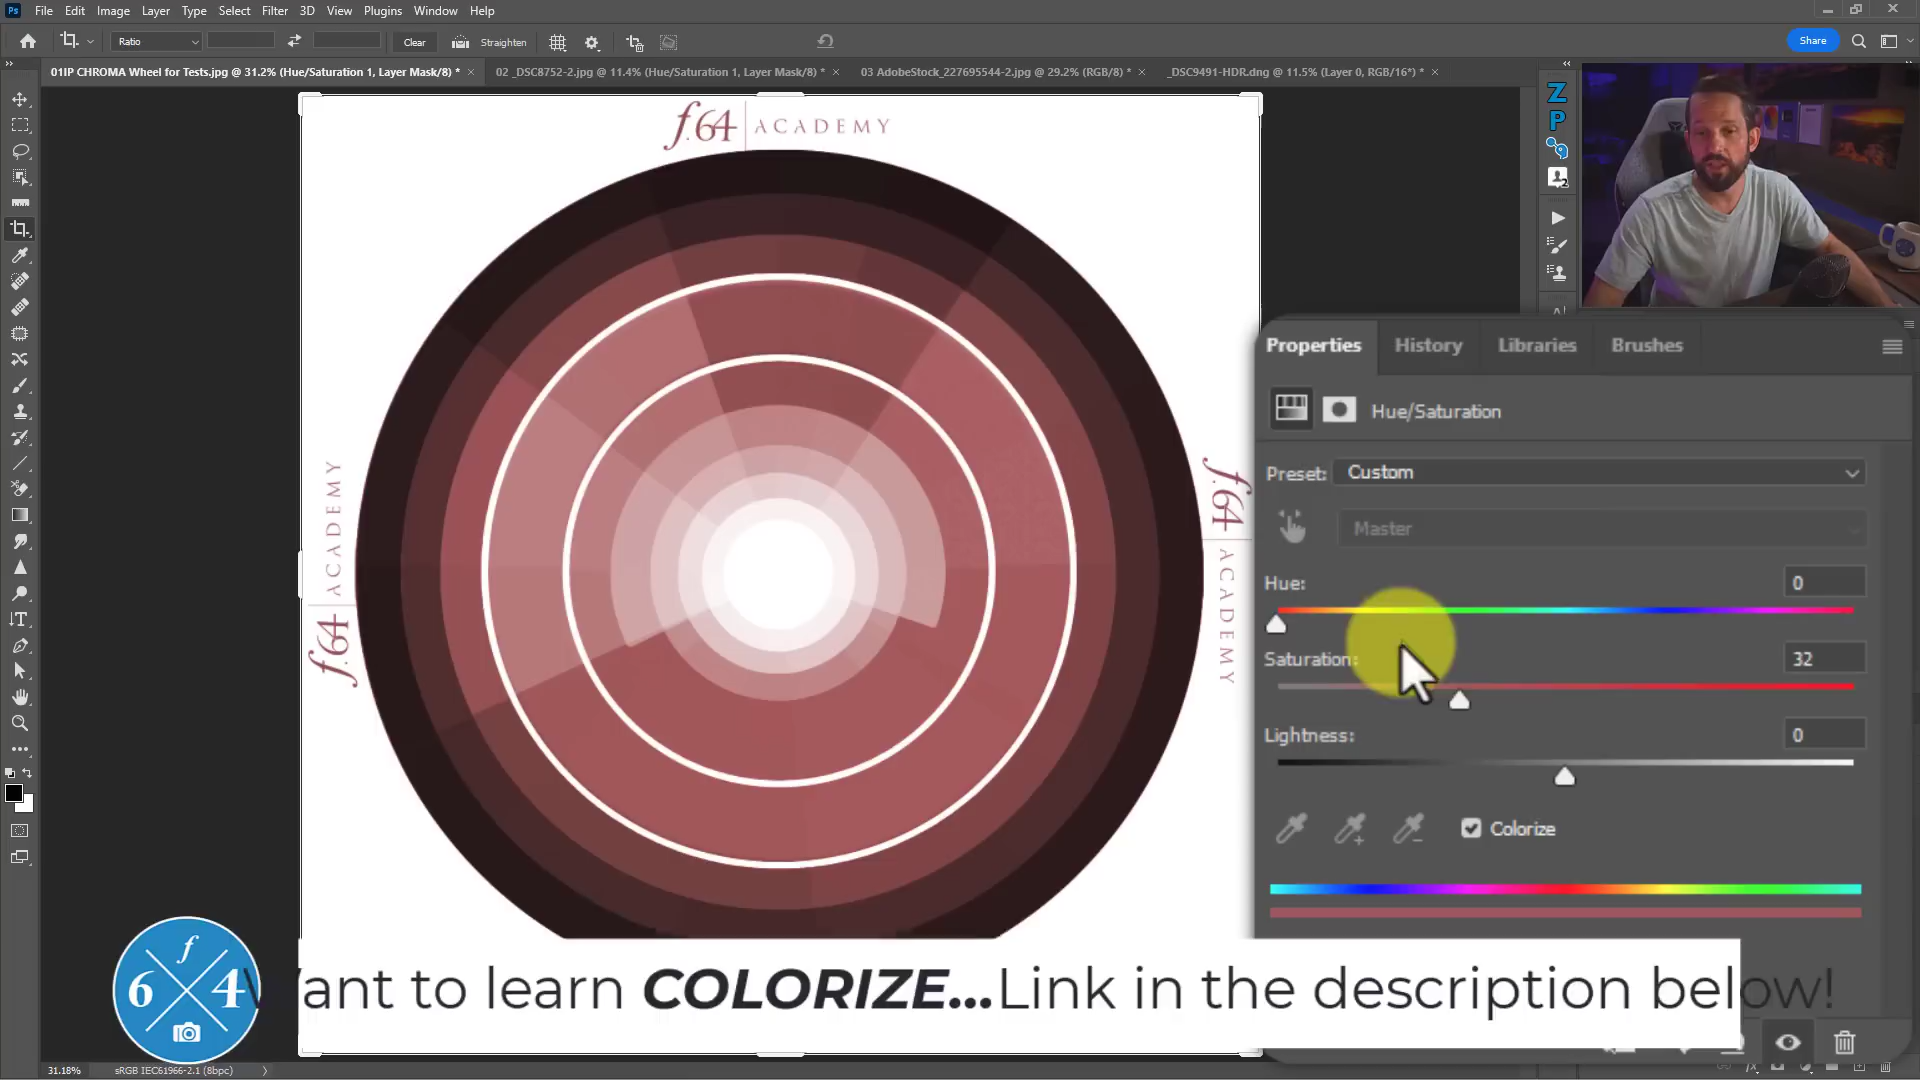 Ps File Edit Image Layer Type Select Filter 3D View Plugins Window Help
Ratio Clear Straighten Share
01IP CHROMA Wheel for Tests.jpg @ 31.2% (Hue/Saturation 1, Layer Mask/8) * × 02 _DSC8752-2.jpg @ 11.4% (Hue/Saturation 1, Layer Mask/8) * × 03 AdobeStock_227695544-2.jpg @ 29.2% (RGB/8) * × _DSC9491-HDR.dng @ 11.5% (Layer 0, RGB/16*) * ×
Z
P
f.64 ACADEMY
f.64 ACADEMY
f.64 ACADEMY
Properties History Libraries Brushes
Hue/Saturation
Preset: Custom
Master
Hue: 0
Saturation: 32
Lightness: 0
Colorize
f
6 4
Want to learn COLORIZE...Link in the description below!
31.18% sRGB IEC61966-2.1 (8bpc)